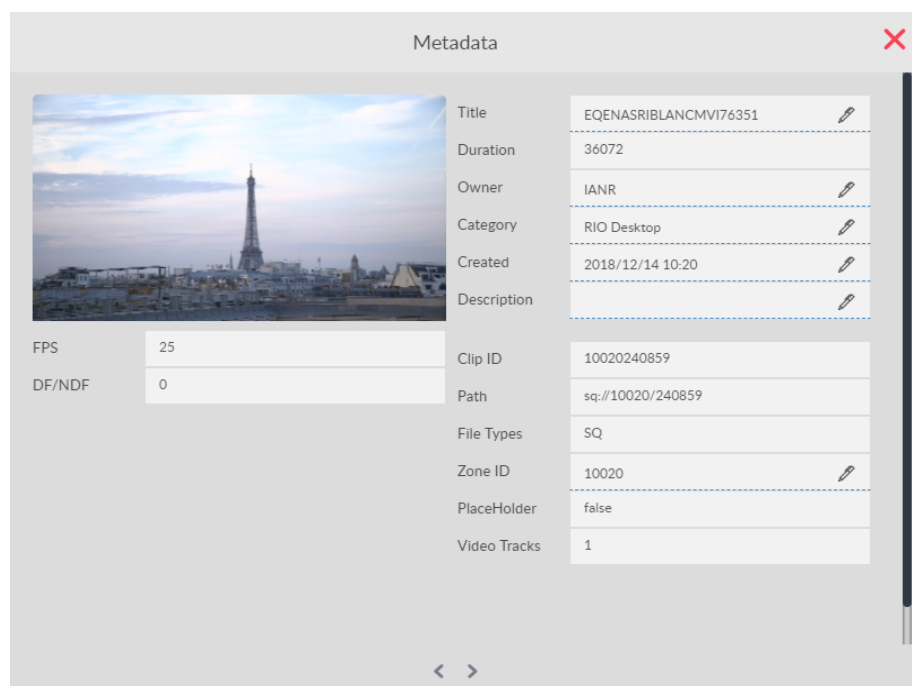 Metadata
Title EQENASRIBLANCMVI76351
Duration 36072
Owner IANR
Category RIO Desktop
Created 2018/12/14 10:20
Description
FPS 25
DF/NDF 0
Clip ID 10020240859
Path sq://10020/240859
File Types SQ
Zone ID 10020
PlaceHolder false
Video Tracks 1